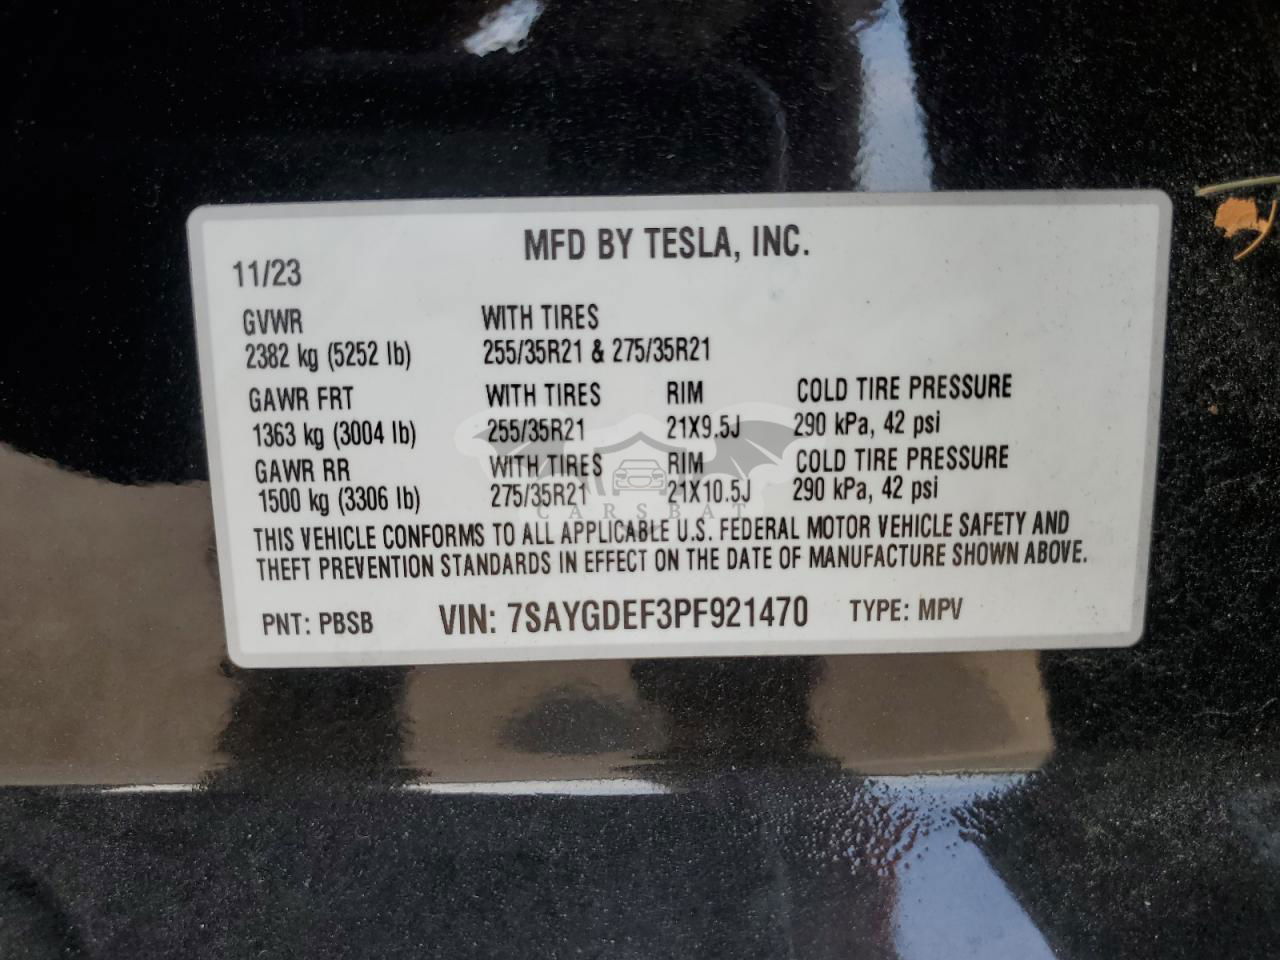 MFD BY TESLA, INC.
11/23
GVWR WITH TIRES
2382 kg (5252 lb) 255/35R21 & 275/35R21
GAWR FRT WITH TIRES RIM COLD TIRE PRESSURE
1363 kg (3004 lb) 255/35R21 21X9.5J 290 kPa, 42 psi
GAWR RR WITH TIRES RIM COLD TIRE PRESSURE
1500 kg (3306 lb) 275/35R21 21X10.5J 290 kPa, 42 psi
CARSBAT
THIS VEHICLE CONFORMS TO ALL APPLICABLE U.S. FEDERAL MOTOR VEHICLE SAFETY AND
THEFT PREVENTION STANDARDS IN EFFECT ON THE DATE OF MANUFACTURE SHOWN ABOVE.
PNT: PBSB VIN: 7SAYGDEF3PF921470 TYPE: MPV